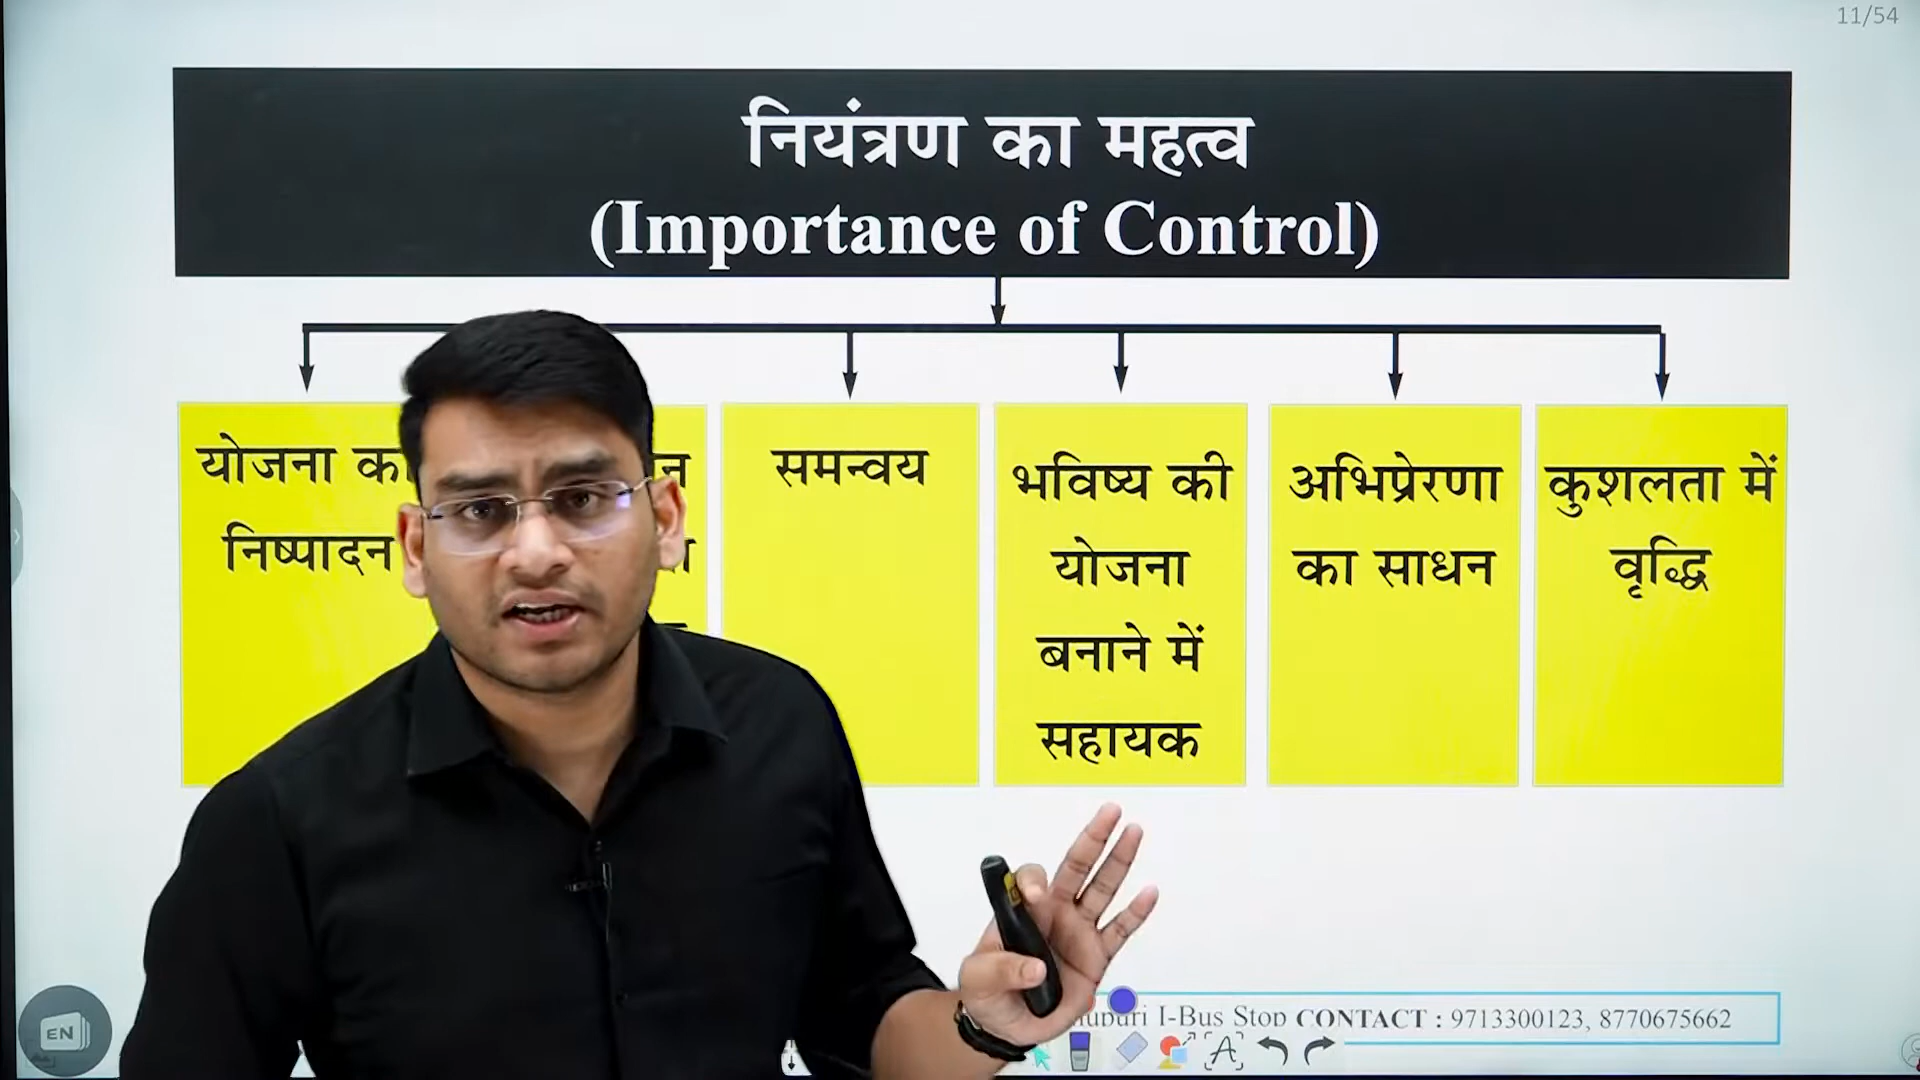 11/54
नियंत्रण का महत्व
(Importance of Control)
योजना का
निष्पादन
समन्वय
भविष्य की
योजना
बनाने में
सहायक
अभिप्रेरणा
का साधन
कुशलता में
वृद्धि
I-Bus Stop CONTACT : 9713300123, 8770675662
EN
A